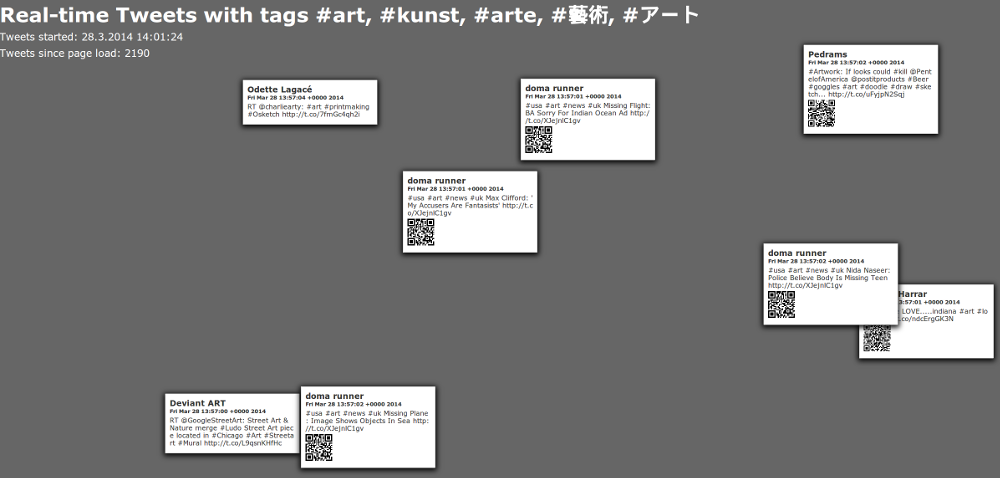 Real-time Tweets with tags #art, #kunst, #arte, #藝術, #アート
Tweets started: 28.3.2014 14:01:24
Tweets since page load: 2190
Pedrams
Fri Mar 28 13:57:02 +0000 2014
#Artwork: If looks could #kill @Pent
elofAmerica @postitproducts #Beer
#goggles #art #doodle #draw #ske
tch... http://t.co/uFyjpN2Sqj
Odette Lagacé
Fri Mar 28 13:57:04 +0000 2014
RT @charliearty: #art #printmaking
#Osketch http://t.co/7fmGc4qh2i
doma runner
Fri Mar 28 13:57:01 +0000 2014
#usa #art #news #uk Missing Flight:
BA Sorry For Indian Ocean Ad http:/
/t.co/XJejnlC1gv
doma runner
Fri Mar 28 13:57:01 +0000 2014
#usa #art #news #uk Max Clifford: '
My Accusers Are Fantasists' http://t.c
o/XJejnlC1gv
doma runner
Fri Mar 28 13:57:02 +0000 2014
#usa #art #news #uk Nida Naseer:
Police Believe Body Is Missing Teen
http://t.co/XJejnlC1gv
Harrar
3:57:01 +0000 2014
LOVE.....indiana #art #lo
.co/ndcErgGK3N
Deviant ART
Fri Mar 28 13:57:00 +0000 2014
RT @GoogleStreetArt: Street Art &
Nature merge #Ludo Street Art piec
e located in #Chicago #Art #Streeta
rt #Mural http://t.co/L9qsnKHfHc
doma runner
Fri Mar 28 13:57:02 +0000 2014
#usa #art #news #uk Missing Plane
: Image Shows Objects In Sea http:
//t.co/XJejnlC1gv